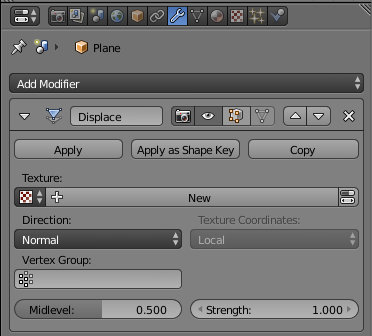 Plane
Add Modifier
Displace
Apply Apply as Shape Key Copy
Texture:
New
Direction: Texture Coordinates:
Normal Local
Vertex Group:
Midlevel: 0.500 Strength: 1.000